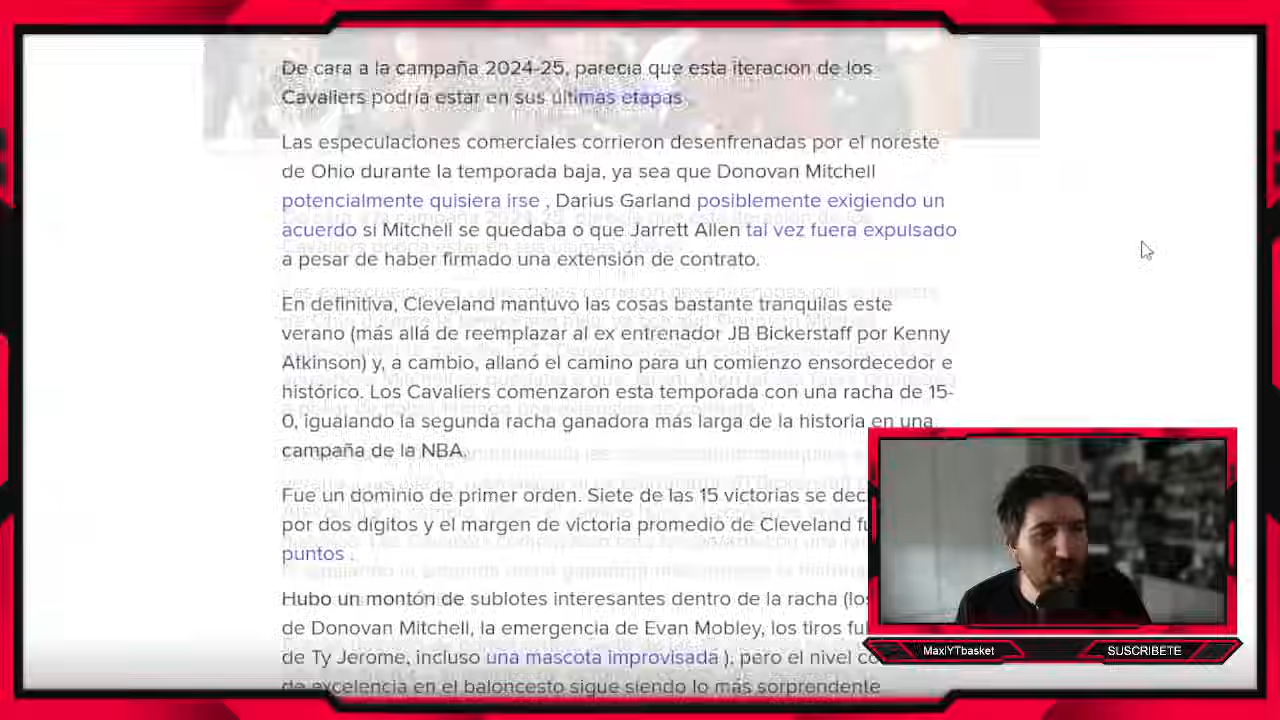 De cara a la campaña 2024-25, parecía que esta iteración de los
Cavaliers podría estar en sus últimas etapas
Las especulaciones comerciales corrieron desenfrenadas por el noreste
de Ohio durante la temporada baja, ya sea que Donovan Mitchell
potencialmente quisiera irse , Darius Garland posiblemente exigiendo un
acuerdo si Mitchell se quedaba o que Jarrett Allen tal vez fuera expulsado
a pesar de haber firmado una extensión de contrato.
En definitiva, Cleveland mantuvo las cosas bastante tranquilas este
verano (más allá de reemplazar al ex entrenador JB Bickerstaff por Kenny
Atkinson) y, a cambio, allanó el camino para un comienzo ensordecedor e
histórico. Los Cavaliers comenzaron esta temporada con una racha de 15-
0, igualando la segunda racha ganadora más larga de la historia en una
campaña de la NBA.
Fue un dominio de primer orden. Siete de las 15 victorias se dec
por dos dígitos y el margen de victoria promedio de Cleveland fu
puntos .
Hubo un montón de sublotes interesantes dentro de la racha (los
de Donovan Mitchell, la emergencia de Evan Mobley, los tiros ful
de Ty Jerome, incluso una mascota improvisada ), pero el nivel co
de excelencia en el baloncesto sigue siendo lo más sorprendente
MaxiYTbasket
SUSCRIBETE